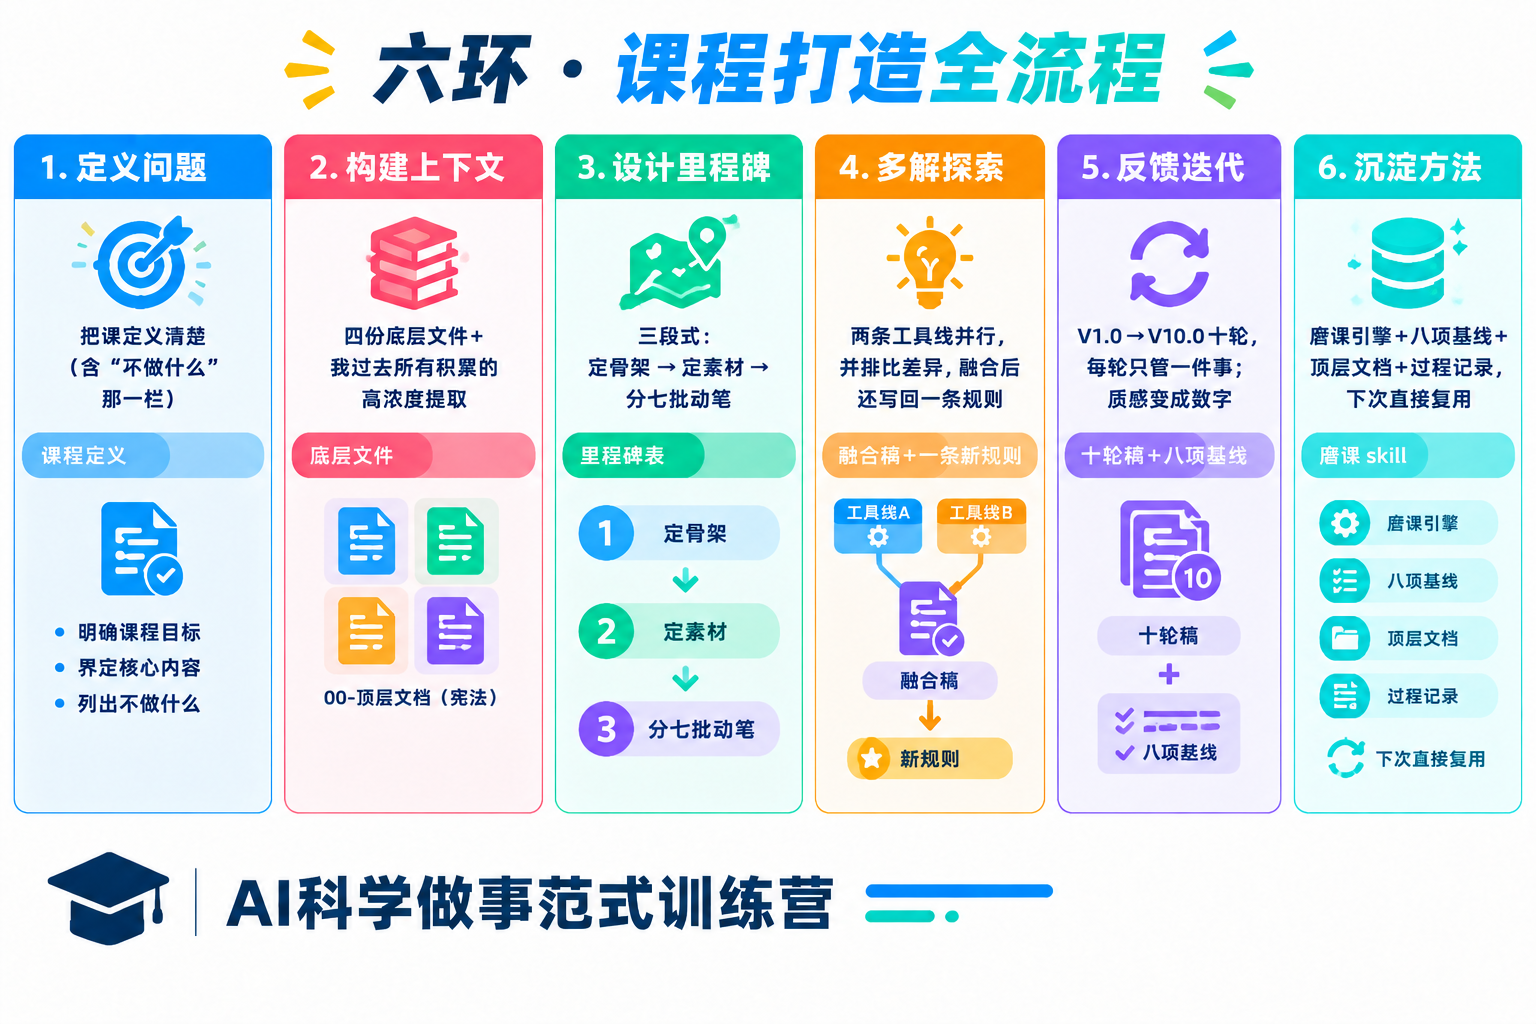 六环·课程打造全流程
1. 定义问题
把课定义清楚
（含“不做什么”
那一栏）
课程定义
明确课程目标
界定核心内容
列出不做什么
2. 构建上下文
四份底层文件+
我过去所有积累的
高浓度提取
底层文件
00-顶层文档（宪法）
3. 设计里程碑
三段式：
定骨架 → 定素材 →
分七批动笔
里程碑表
1 定骨架
2 定素材
3 分七批动笔
4. 多解探索
两条工具线并行，
并排比差异，融合后
还写回一条规则
融合稿+一条新规则
工具线A
工具线B
融合稿
新规则
5. 反馈迭代
V1.0→V10.0十轮，
每轮只管一件事；
质感变成数字
十轮稿+八项基线
10
十轮稿
+
八项基线
6. 沉淀方法
磨课引擎+八项基线+
顶层文档+过程记录，
下次直接复用
磨课 skill
磨课引擎
八项基线
顶层文档
过程记录
下次直接复用
AI科学做事范式训练营